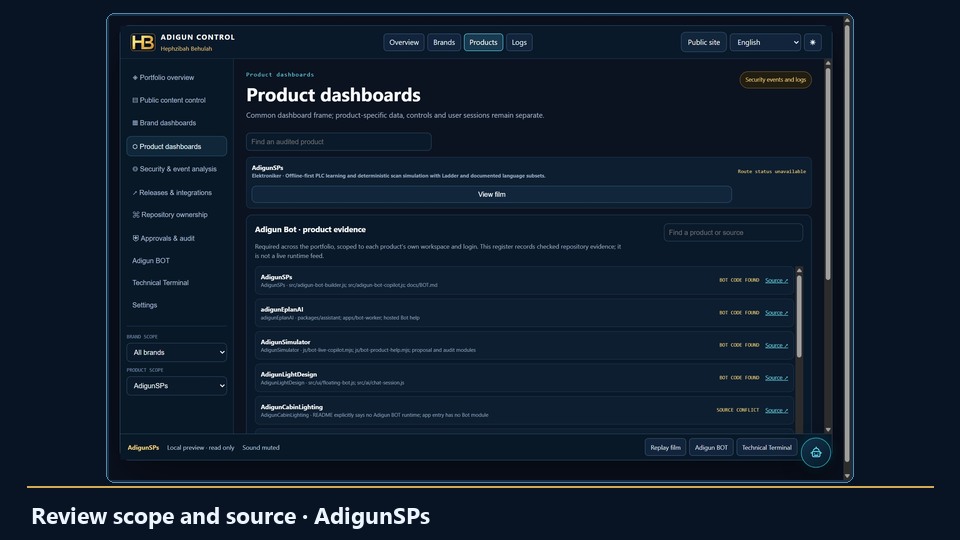 HB
ADIGUN CONTROL
Hephzibah Behulah
Overview
Brands
Products
Logs
Public site
English
Portfolio overview
Public content control
Brand dashboards
Product dashboards
Security & event analysis
Releases & integrations
Repository ownership
Approvals & audit
Adigun BOT
Technical Terminal
Settings
BRAND SCOPE
All brands
PRODUCT SCOPE
AdigunSPs
Product dashboards
Product dashboards
Common dashboard frame; product-specific data, controls and user sessions remain separate.
Security events and logs
Find an audited product
AdigunSPs
Elektroniker · Offline-first PLC learning and deterministic scan simulation with Ladder and documented language subsets.
Route status unavailable
View film
Adigun Bot · product evidence
Required across the portfolio, scoped to each product's own workspace and login. This register records checked repository evidence; it
is not a live runtime feed.
Find a product or source
AdigunSPs
AdigunSPs · src/adigun-bot-builder.js; src/adigun-bot-copilot.js; docs/BOT.md
BOT CODE FOUND Source ↗
adigunEplanAI
adigunEplanAI · packages/assistant; apps/bot-worker; hosted Bot help
BOT CODE FOUND Source ↗
AdigunSimulator
AdigunSimulator · js/bot-live-copilot.mjs; js/bot-product-help.mjs; proposal and audit modules
BOT CODE FOUND Source ↗
AdigunLightDesign
AdigunLightDesign · src/ui/floating-bot.js; src/ai/chat-session.js
BOT CODE FOUND Source ↗
AdigunCabinLighting
AdigunCabinLighting · README explicitly says no Adigun BOT runtime; app entry has no Bot module
SOURCE CONFLICT Source ↗
AdigunSPs
Local preview · read only
Sound muted
Replay film
Adigun BOT
Technical Terminal
Review scope and source · AdigunSPs